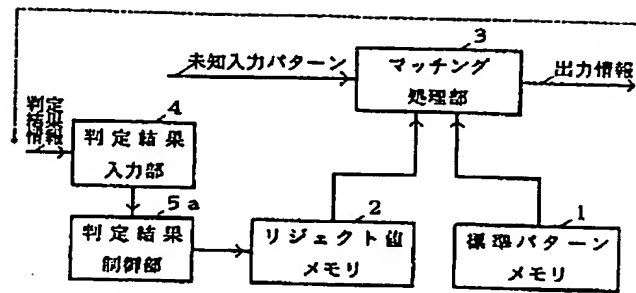 3
未知入力パターン
マッチング
処理部
出力情報
判定
結果
情報
4
判定結果
入力部
5a
判定結果
制御部
2
リジェクト値
メモリ
1
標準パターン
メモリ